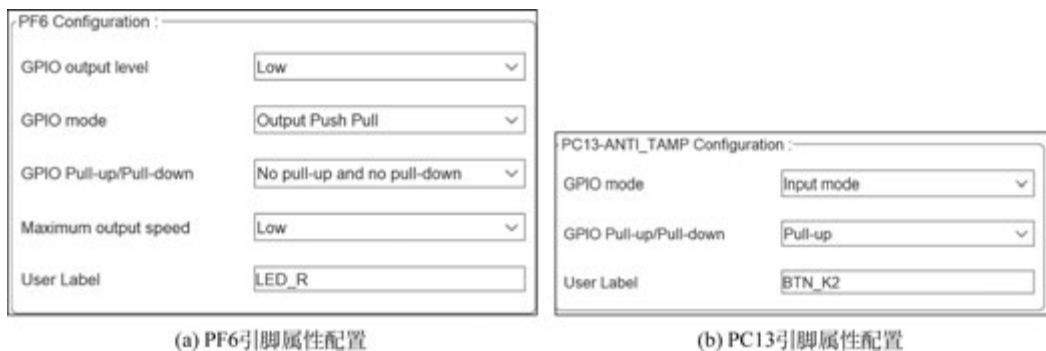 PF6 Configuration :
GPIO output level Low
GPIO mode Output Push Pull
GPIO Pull-up/Pull-down No pull-up and no pull-down
Maximum output speed Low
User Label LED_R
(a) PF6引脚属性配置
PC13-ANTI_TAMP Configuration :
GPIO mode Input mode
GPIO Pull-up/Pull-down Pull-up
User Label BTN_K2
(b) PC13引脚属性配置